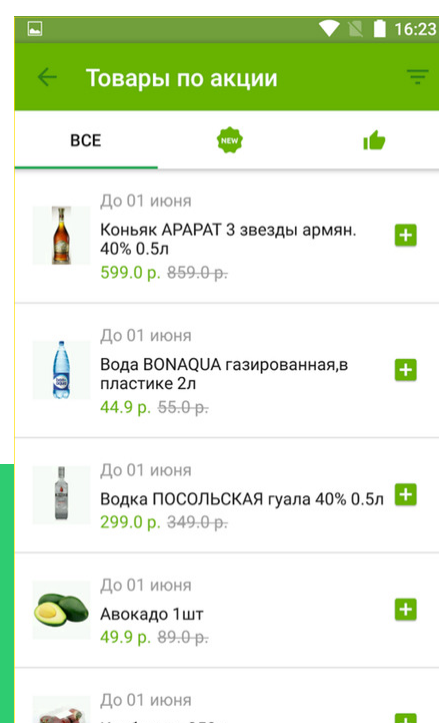 16:23
Товары по акции
ВСЕ
NEW
До 01 июня
Коньяк АРАРАТ 3 звезды армян.
40% 0.5л
599.0 р. 859.0 р.
До 01 июня
Вода BONAQUA газированная,в
пластике 2л
44.9 р. 55.0 р.
До 01 июня
Водка ПОСОЛЬСКАЯ гуала 40% 0.5л
299.0 р. 349.0 р.
До 01 июня
Авокадо 1шт
49.9 р. 89.0 р.
До 01 июня